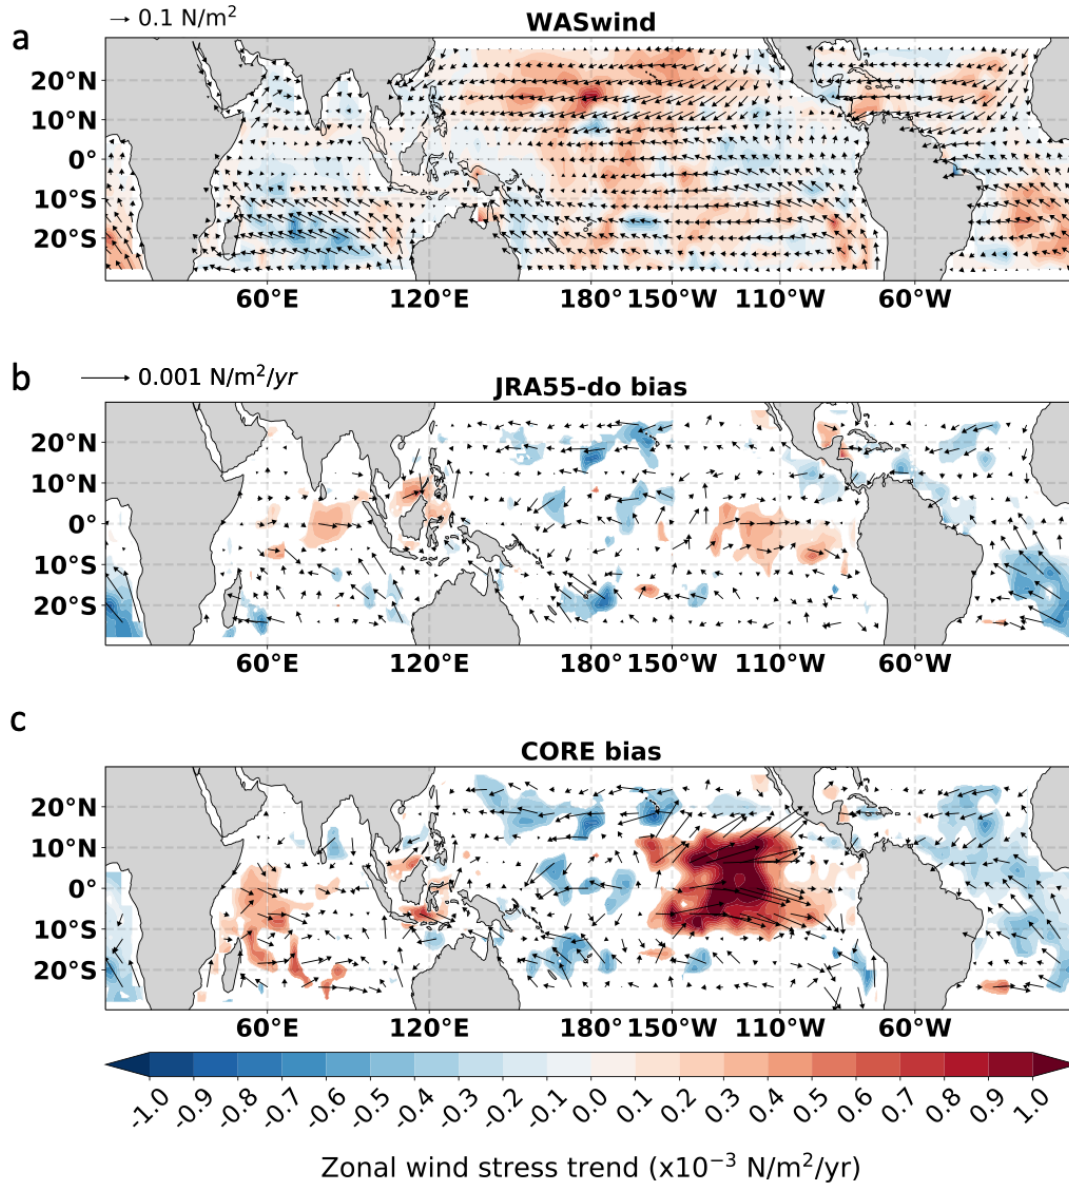 → 0.1 N/m²
WASwind
a
20°N
10°N
0°
10°S
20°S
60°E 120°E 180° 150°W 110°W 60°W
b
0.001 N/m²/yr
JRA55-do bias
20°N
10°N
0°
10°S
20°S
60°E 120°E 180° 150°W 110°W 60°W
c
CORE bias
20°N
10°N
0°
10°S
20°S
60°E 120°E 180° 150°W 110°W 60°W
-1.0 -0.9 -0.8 -0.7 -0.6 -0.5 -0.4 -0.3 -0.2 -0.1 0.0 0.1 0.2 0.3 0.4 0.5 0.6 0.7 0.8 0.9 1.0
Zonal wind stress trend (x10⁻³ N/m²/yr)